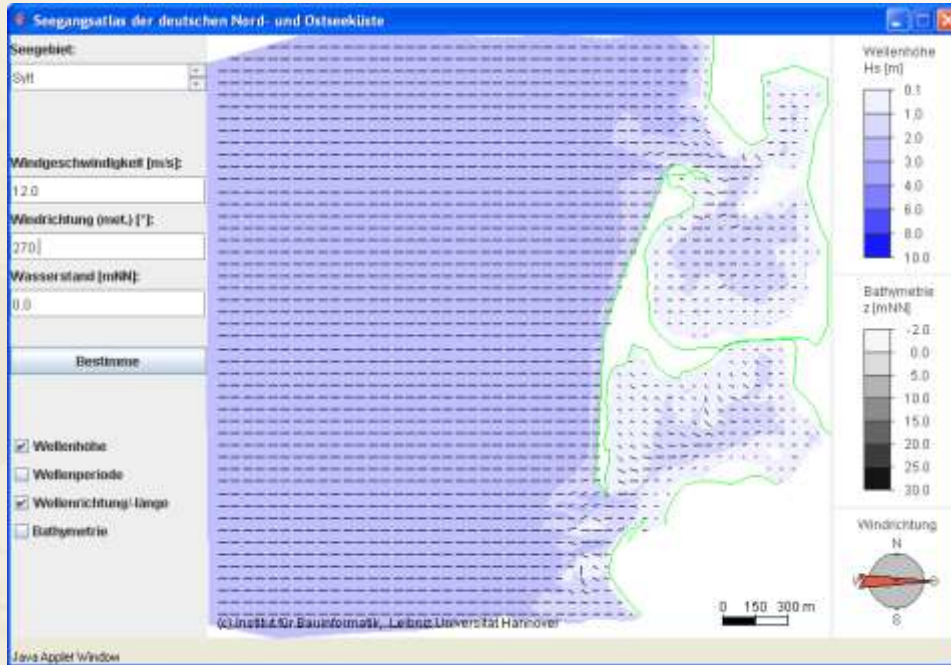 Seegangsatlas der deutschen Nord- und Ostseeküste
Seegebiet:
Sylt
Windgeschwindigkeit [m/s]:
12.0
Windrichtung (met.) [°]:
270
Wasserstand [mNN]:
0.0
Bestimme
Wellenhöhe
Wellenperiode
Wellenrichtung/-länge
Bathymetrie
(c) Institut für Bauinformatik, Leibniz Universität Hannover
0 150 300 m
Wellenhöhe
Hs [m]
0.1
1.0
2.0
3.0
4.0
6.0
8.0
10.0
Bathymetrie
z [mNN]
-2.0
0.0
5.0
10.0
15.0
20.0
25.0
30.0
Windrichtung
N
S
Java Applet Window